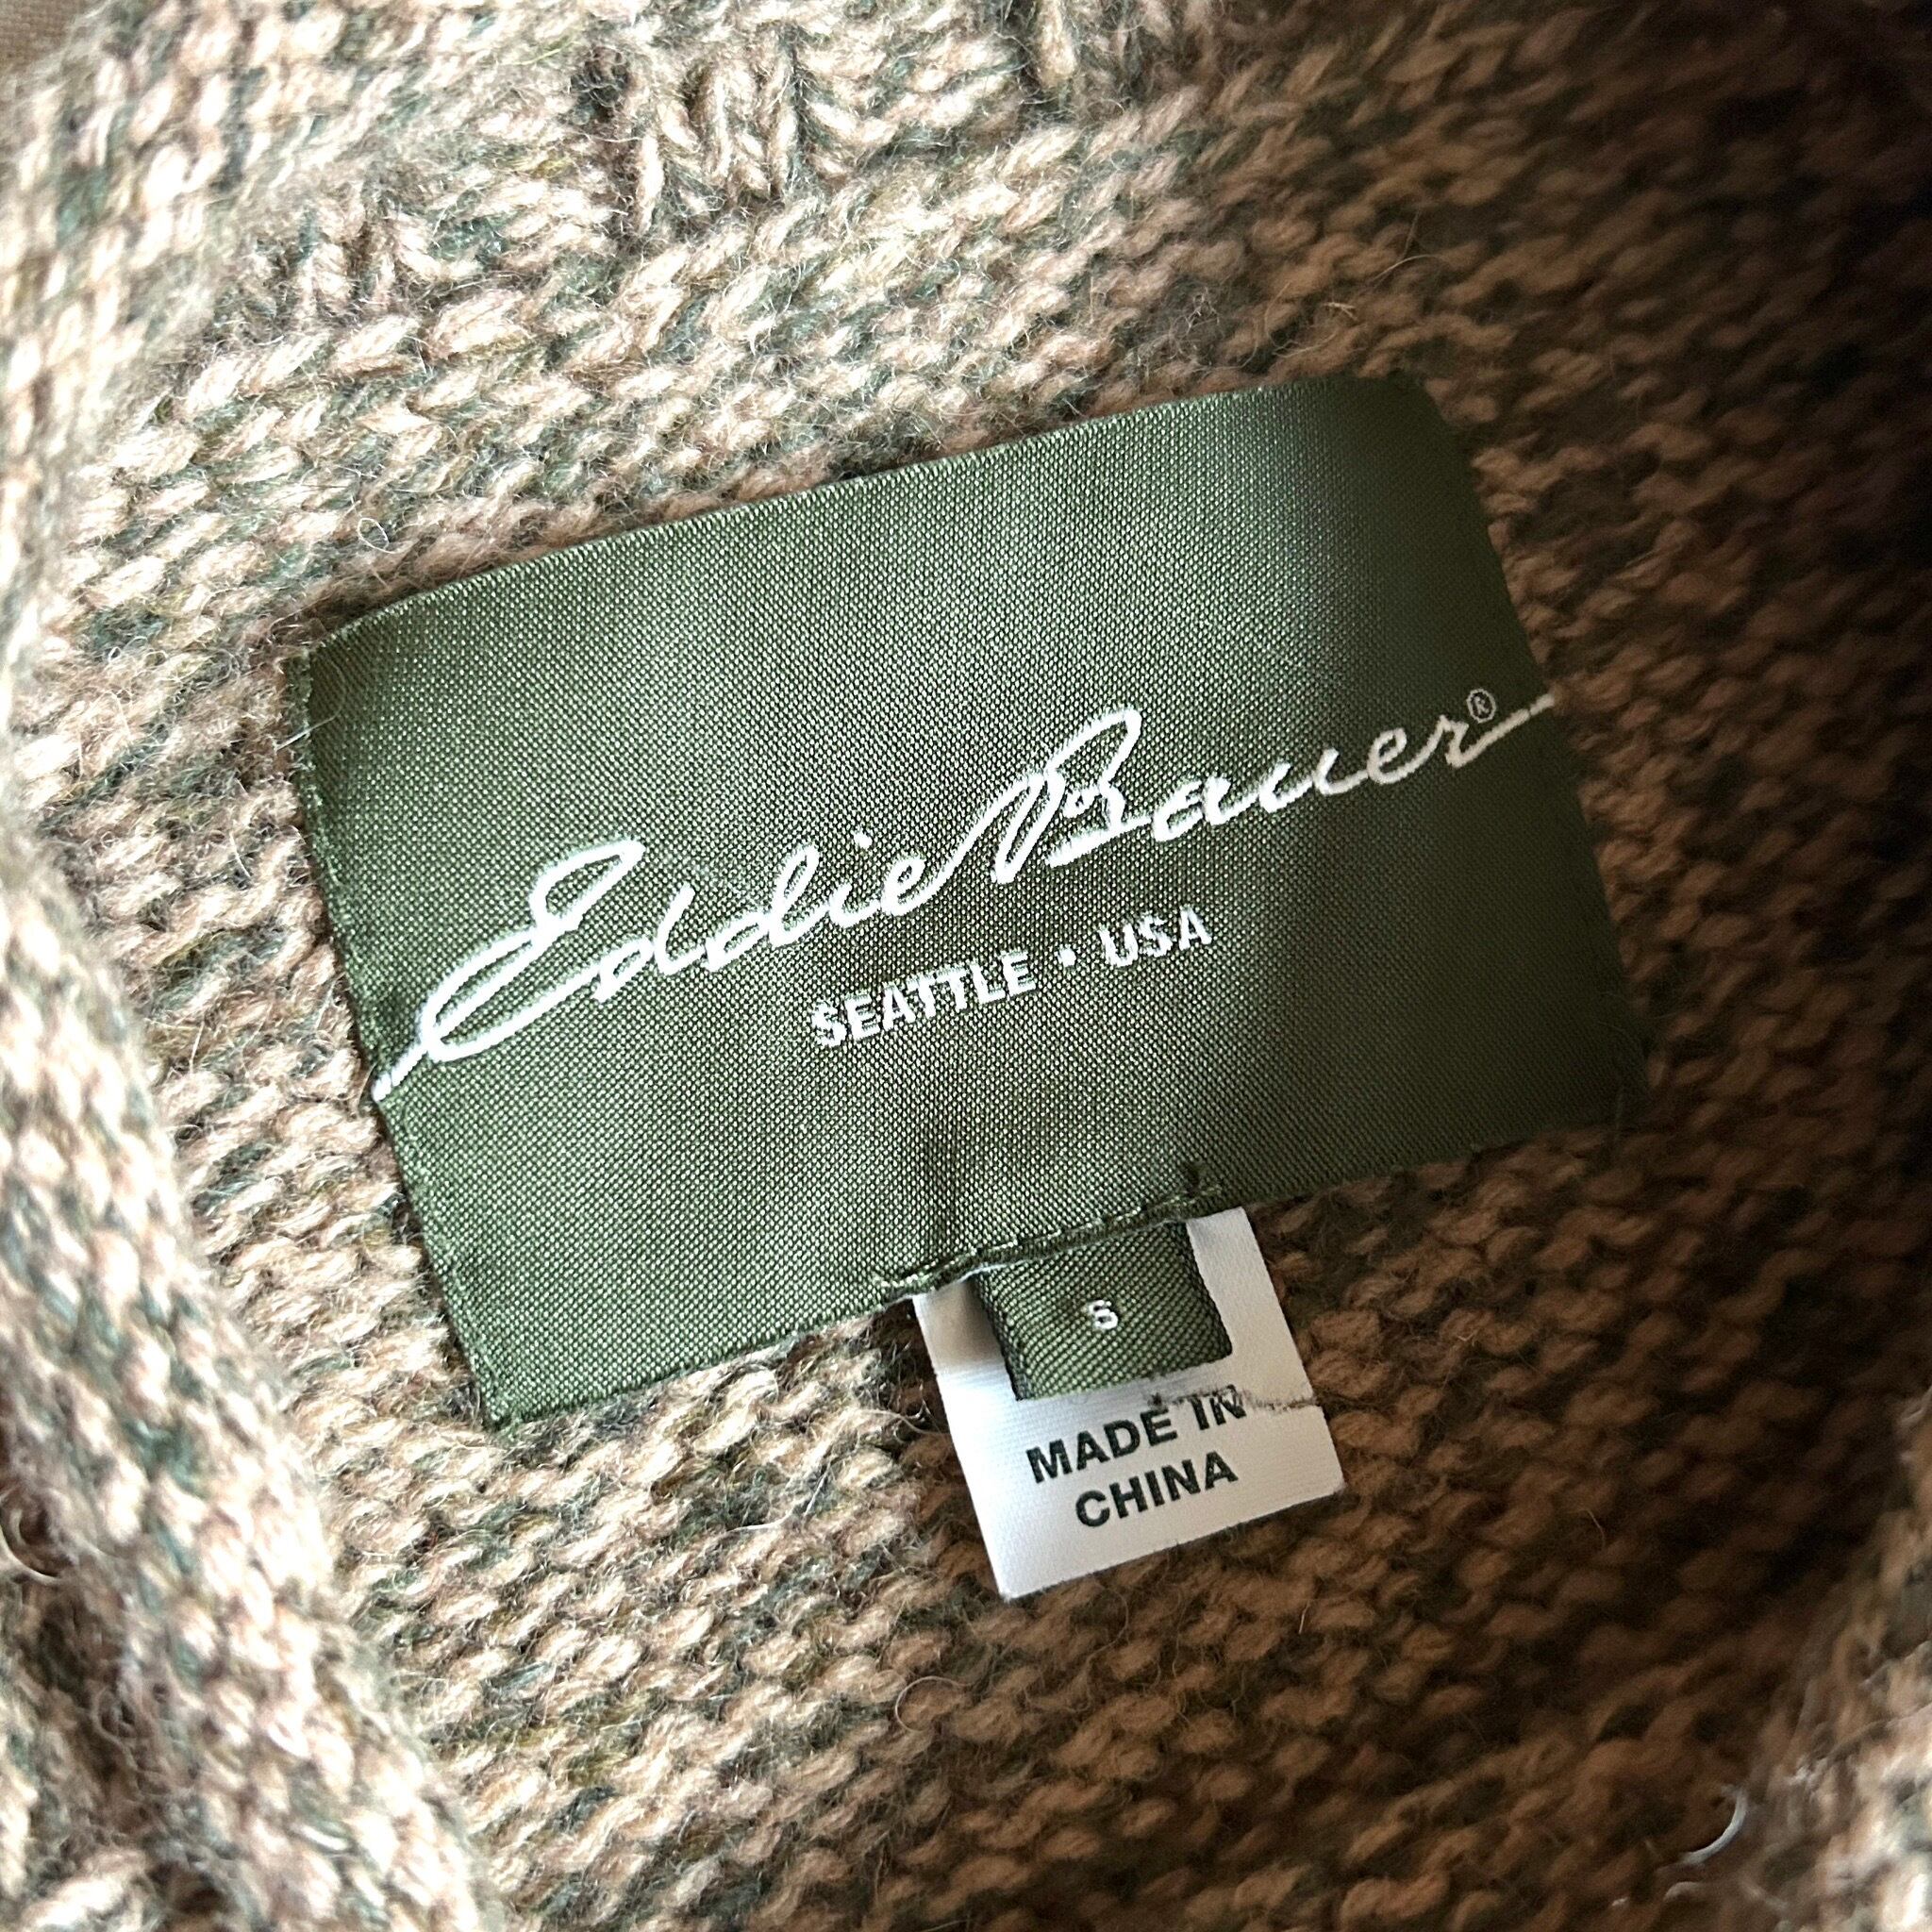 Eddie Bauer®
SEATTLE • USA
S
MADE IN
CHINA